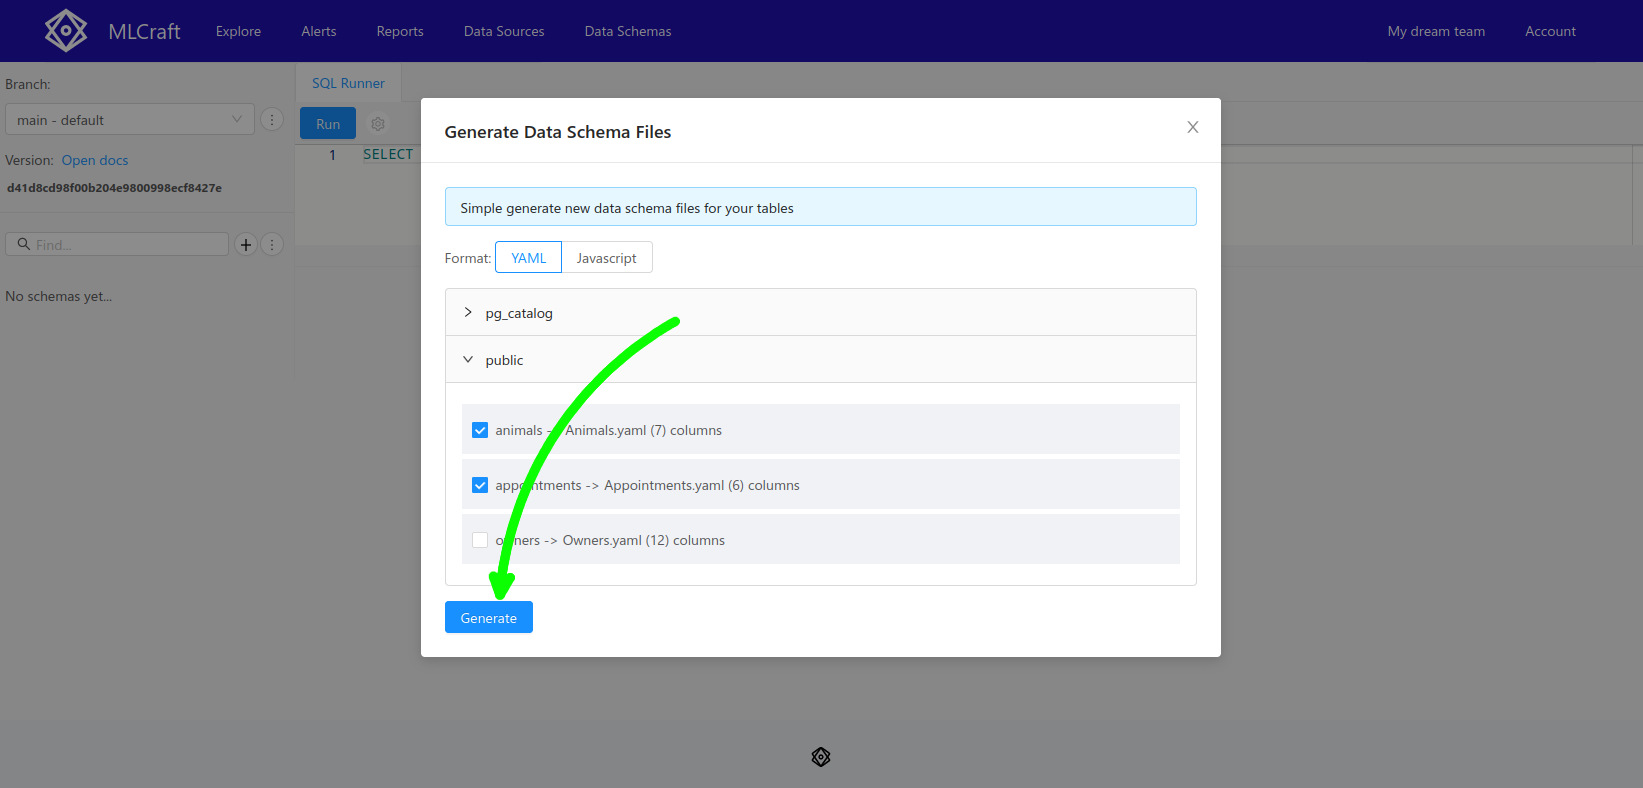 MLCraft Explore Alerts Reports Data Sources Data Schemas My dream team Account
Branch:
main - default
Version: Open docs
d41d8cd98f00b204e9800998ecf8427e
Find...
No schemas yet...
SQL Runner
Run
1 SELECT
Generate Data Schema Files
Simple generate new data schema files for your tables
Format: YAML Javascript
pg_catalog
public
animals -> Animals.yaml (7) columns
appointments -> Appointments.yaml (6) columns
owners -> Owners.yaml (12) columns
Generate